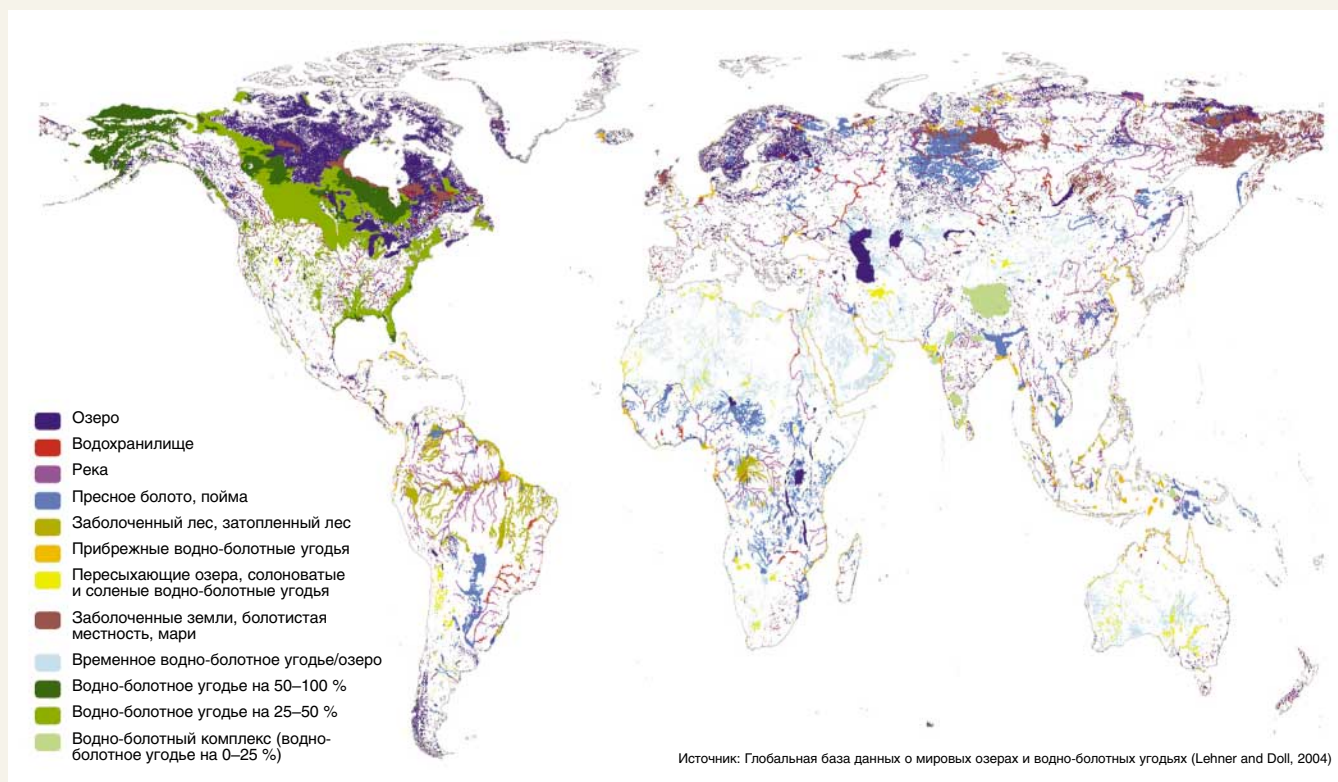 Озеро
Водохранилище
Река
Пресное болото, пойма
Заболоченный лес, затопленный лес
Прибрежные водно-болотные угодья
Пересыхающие озера, солоноватые
и соленые водно-болотные угодья
Заболоченные земли, болотистая
местность, мари
Временное водно-болотное угодье/озеро
Водно-болотное угодье на 50–100 %
Водно-болотное угодье на 25–50 %
Водно-болотный комплекс (водно-
болотное угодье на 0–25 %)
Источник: Глобальная база данных о мировых озерах и водно-болотных угодьях (Lehner and Doll, 2004)